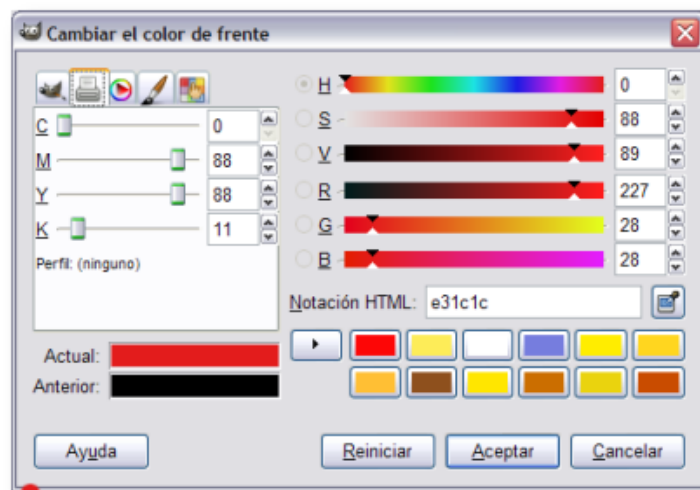 Cambiar el color de frente
C 0
M 88
Y 88
K 11
Perfil: (ninguno)
H 0
S 88
V 89
R 227
G 28
B 28
Notación HTML: e31c1c
Actual:
Anterior:
Ayuda Reiniciar Aceptar Cancelar